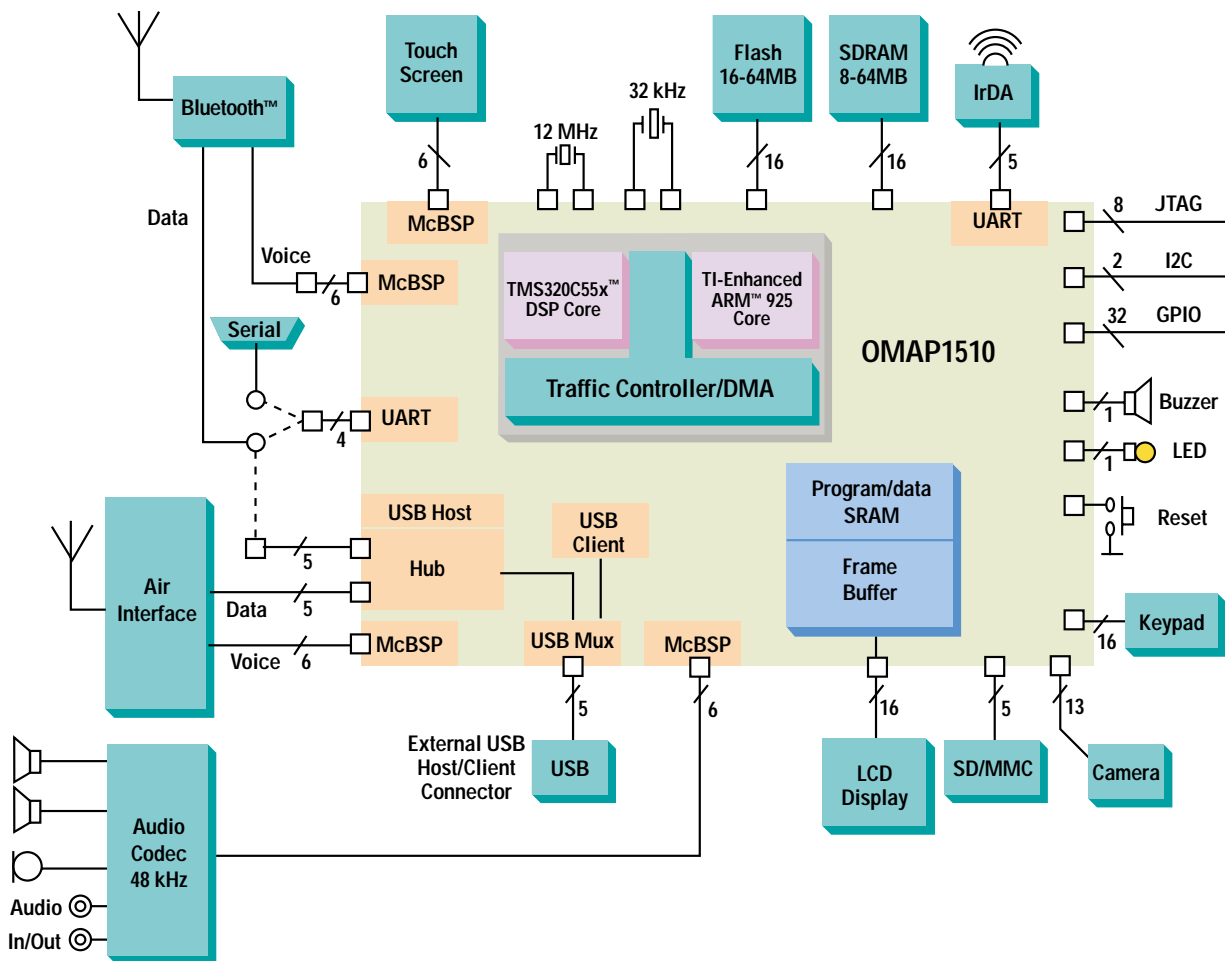 Touch
Screen
Flash
16-64MB
SDRAM
8-64MB
IrDA
Bluetooth™
32 kHz
12 MHz
6
16
16
5
Data
Voice
6
McBSP
McBSP
UART
8
JTAG
2
I2C
32
GPIO
TMS320C55x™
DSP Core
TI-Enhanced
ARM™ 925
Core
Traffic Controller/DMA
OMAP1510
Serial
4
UART
1
Buzzer
1
LED
Reset
Program/data
SRAM
Frame
Buffer
USB Host
Hub
USB
Client
5
Air
Interface
Data
5
Voice
6
McBSP
USB Mux
McBSP
16
Keypad
5
6
16
5
13
External USB
Host/Client
Connector
USB
LCD
Display
SD/MMC
Camera
Audio
Codec
48 kHz
Audio
In/Out